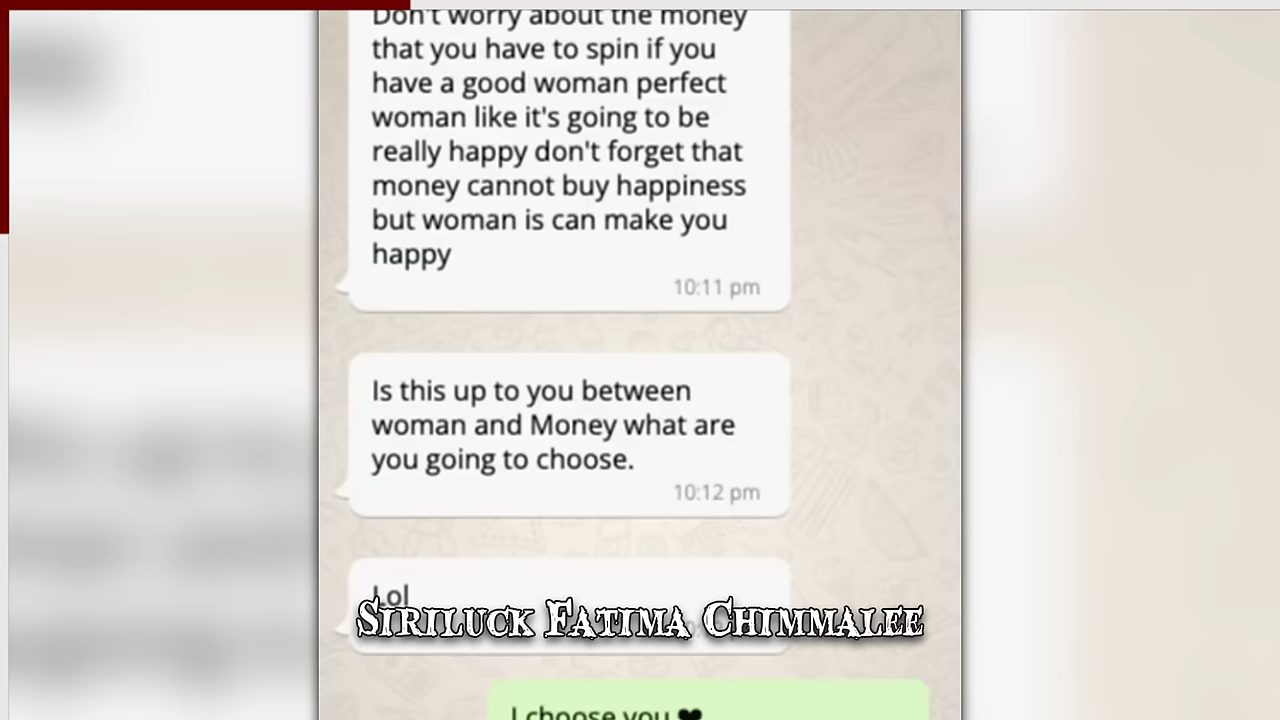 Don't worry about the money
that you have to spin if you
have a good woman perfect
woman like it's going to be
really happy don't forget that
money cannot buy happiness
but woman is can make you
happy
10:11 pm
Is this up to you between
woman and Money what are
you going to choose.
10:12 pm
Lol
Siriluck Fatima Chimmalee
I choose you ♥